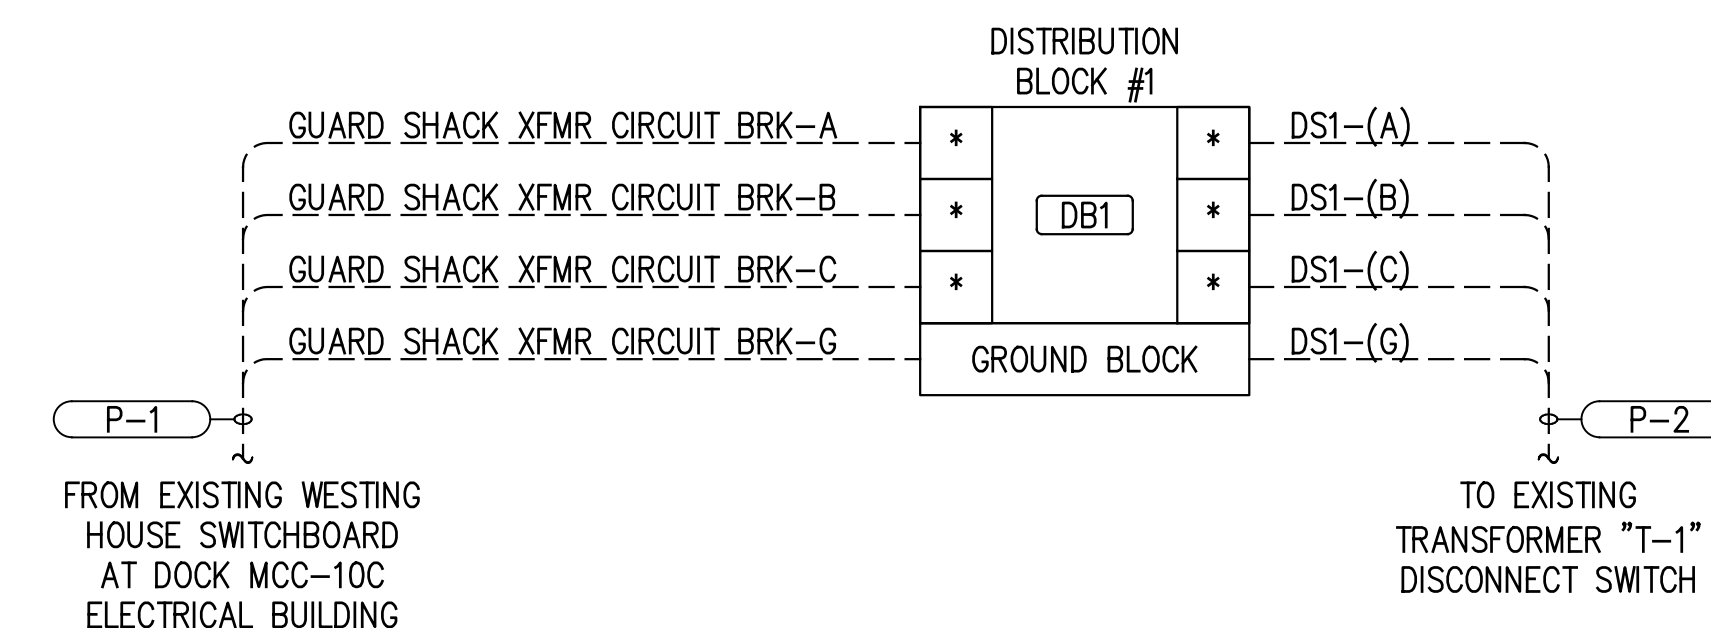 DISTRIBUTION
BLOCK #1
GUARD SHACK XFMR CIRCUIT BRK-A
*
*
DS1-(A)
GUARD SHACK XFMR CIRCUIT BRK-B
*
DB1
*
DS1-(B)
GUARD SHACK XFMR CIRCUIT BRK-C
*
*
DS1-(C)
GUARD SHACK XFMR CIRCUIT BRK-G
GROUND BLOCK
DS1-(G)
P-1
P-2
FROM EXISTING WESTING
HOUSE SWITCHBOARD
AT DOCK MCC-10C
ELECTRICAL BUILDING
TO EXISTING
TRANSFORMER "T-1"
DISCONNECT SWITCH